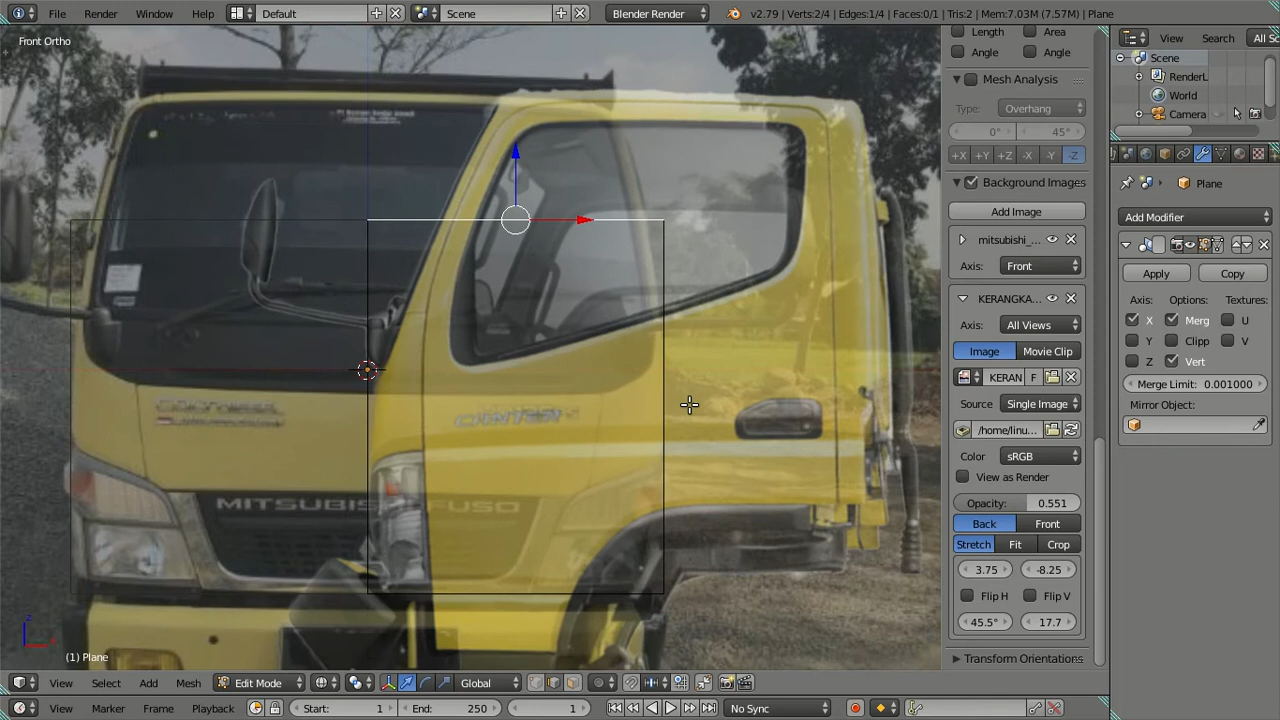 File Render Window Help Default Scene Blender Render v2.79 | Verts:2/4 | Edges:1/4 | Faces:0/1 | Tris:2 | Mem:7.03M (7.57M) | Plane
Front Ortho
Length Area
Angle Angle
Mesh Analysis
Type: Overhang
0° 45°
+X +Y +Z -X -Y -Z
Background Images
Add Image
mitsubishi_...
Axis: Front
KERANGKA...
Axis: All Views
Image Movie Clip
KERAN F
Source Single Image
/home/linu...
Color sRGB
View as Render
Opacity: 0.551
Back Front
Stretch Fit Crop
3.75 -8.25
Flip H Flip V
45.5° 17.7
Transform Orientations
View Search All Sc
Scene
RenderL
World
Camera
Plane
Add Modifier
Apply Copy
Axis: Options: Textures:
X Merg U
Y Clipp V
Z Vert
Merge Limit: 0.001000
Mirror Object:
CANTER
MITSUBISHI FUSO
(1) Plane
View Select Add Mesh Edit Mode Global
View Marker Frame Playback Start: 1 End: 250 1 No Sync